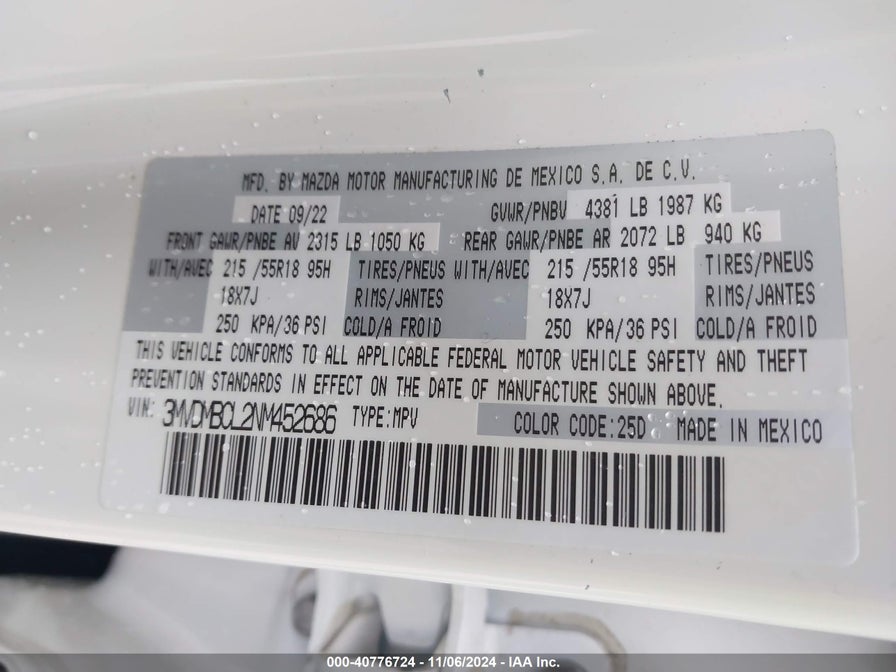 MFD. BY MAZDA MOTOR MANUFACTURING DE MEXICO S.A. DE C.V.
DATE 09/22 GVWR/PNBV 4381 LB 1987 KG
FRONT GAWR/PNBE AV 2315 LB 1050 KG REAR GAWR/PNBE AR 2072 LB 940 KG
WITH/AVEC 215 /55R18 95H TIRES/PNEUS WITH/AVEC 215 /55R18 95H TIRES/PNEUS
18X7J RIMS/JANTES 18X7J RIMS/JANTES
250 KPA/36 PSI COLD/A FROID 250 KPA/36 PSI COLD/A FROID
THIS VEHICLE CONFORMS TO ALL APPLICABLE FEDERAL MOTOR VEHICLE SAFETY AND THEFT
PREVENTION STANDARDS IN EFFECT ON THE DATE OF MANUFACTURE SHOWN ABOVE.
VIN: 3MVDMBCL2NM452686 TYPE:MPV COLOR CODE:25D MADE IN MEXICO
000-40776724 - 11/06/2024 - IAA Inc.